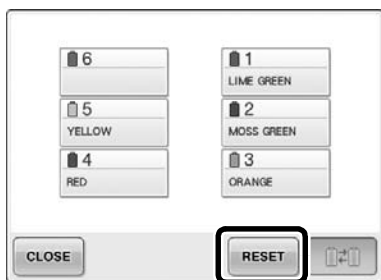 6
1
LIME GREEN
5
YELLOW
2
MOSS GREEN
4
RED
3
ORANGE
CLOSE
RESET